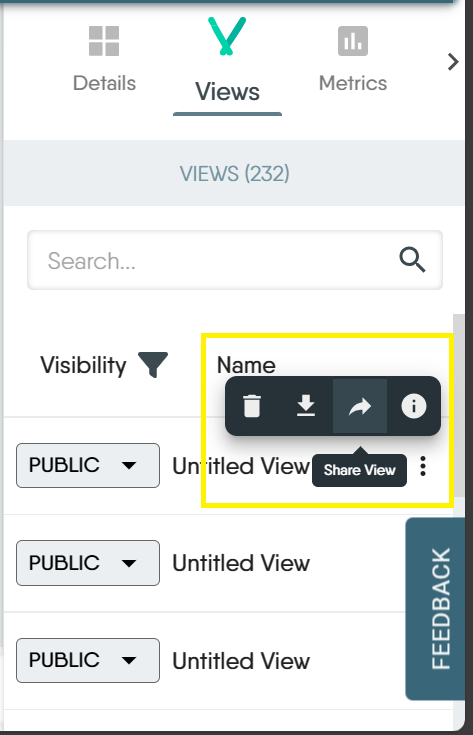 Details
Views
Metrics
VIEWS (232)
Search...
Visibility
Name
PUBLIC
Untitled View
Share View
PUBLIC
Untitled View
PUBLIC
Untitled View
FEEDBACK